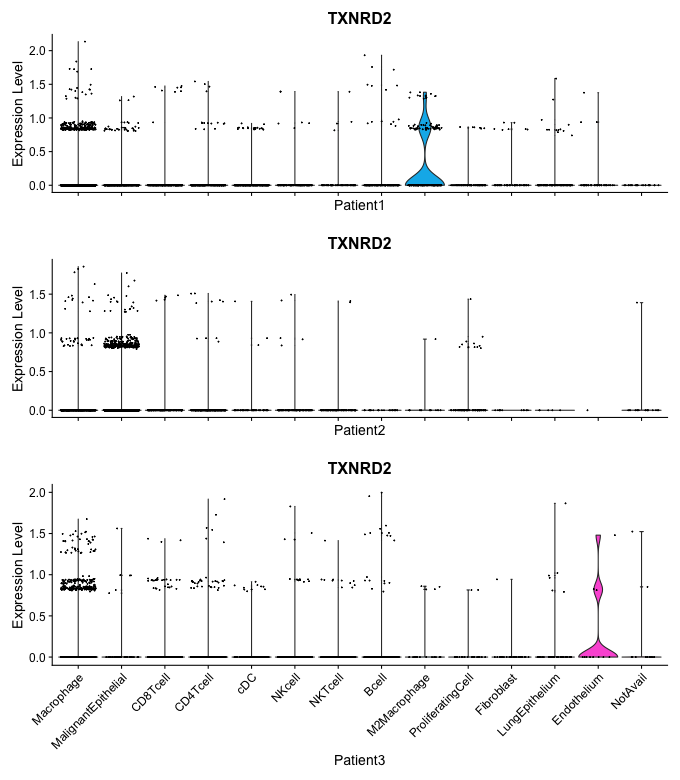 TXNRD2
Expression Level
2.0
1.5
1.0
0.5
0.0
Patient1
TXNRD2
Expression Level
1.5
1.0
0.5
0.0
Patient2
TXNRD2
Expression Level
2.0
1.5
1.0
0.5
0.0
Macrophage
MalignantEpithelial
CD8Tcell
CD4Tcell
cDC
NKcell
NKTcell
Bcell
M2Macrophage
ProliferatingCell
Fibroblast
LungEpithelium
Endothelium
NotAvail
Patient3